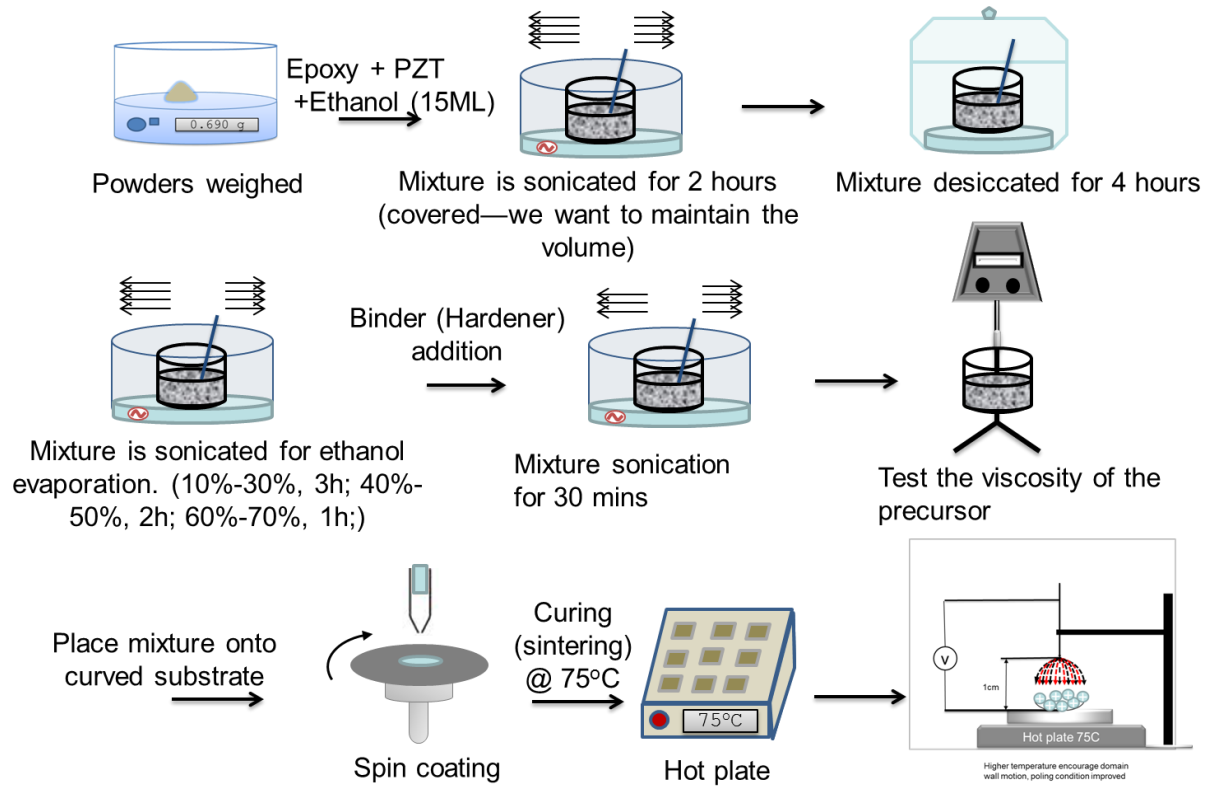 Epoxy + PZT
+Ethanol (15ML)
0.690 g
Powders weighed
Mixture is sonicated for 2 hours
(covered—we want to maintain the
volume)
Mixture desiccated for 4 hours
Mixture is sonicated for ethanol
evaporation. (10%-30%, 3h; 40%-
50%, 2h; 60%-70%, 1h;)
Binder (Hardener)
addition
Mixture sonication
for 30 mins
Test the viscosity of the
precursor
Place mixture onto
curved substrate
Spin coating
Curing
(sintering)
@ 75°C
75°C
Hot plate
V
1cm
Hot plate 75C
Higher temperature encourage domain
wall motion, poling condition improved